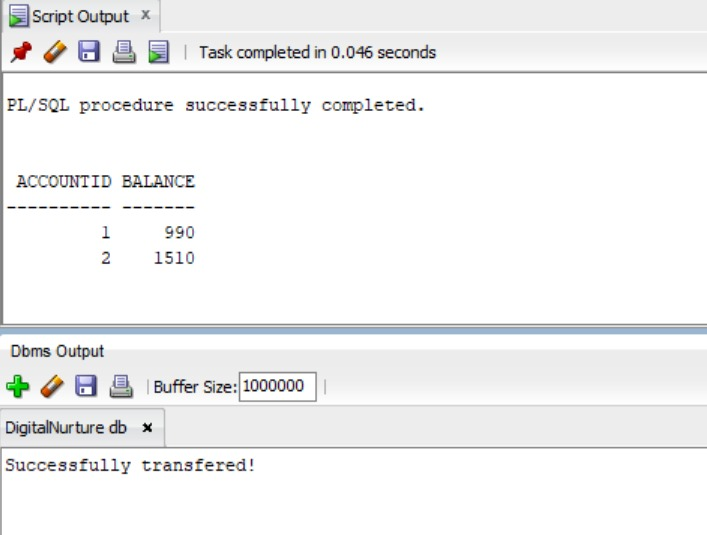 Script Output x
Task completed in 0.046 seconds
PL/SQL procedure successfully completed.
ACCOUNTID BALANCE
---------- -------
1 990
2 1510
Dbms Output
Buffer Size: 1000000
DigitalNurture db x
Successfully transfered!